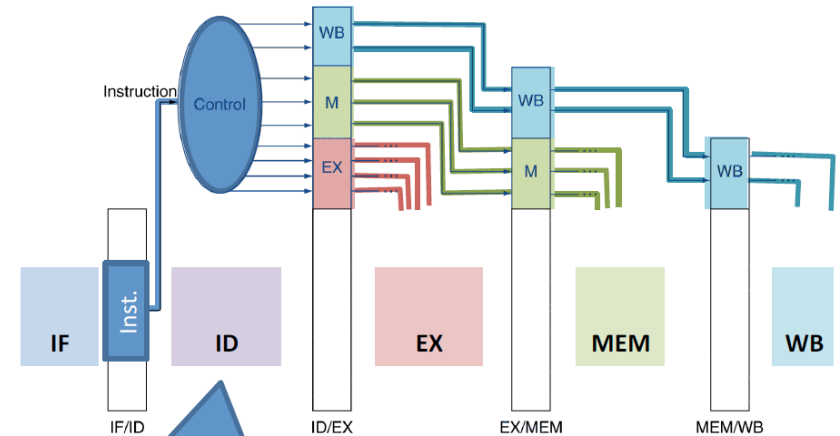 WB
Instruction
Control
M
WB
EX
M
WB
Inst.
IF
ID
EX
MEM
WB
IF/ID
ID/EX
EX/MEM
MEM/WB